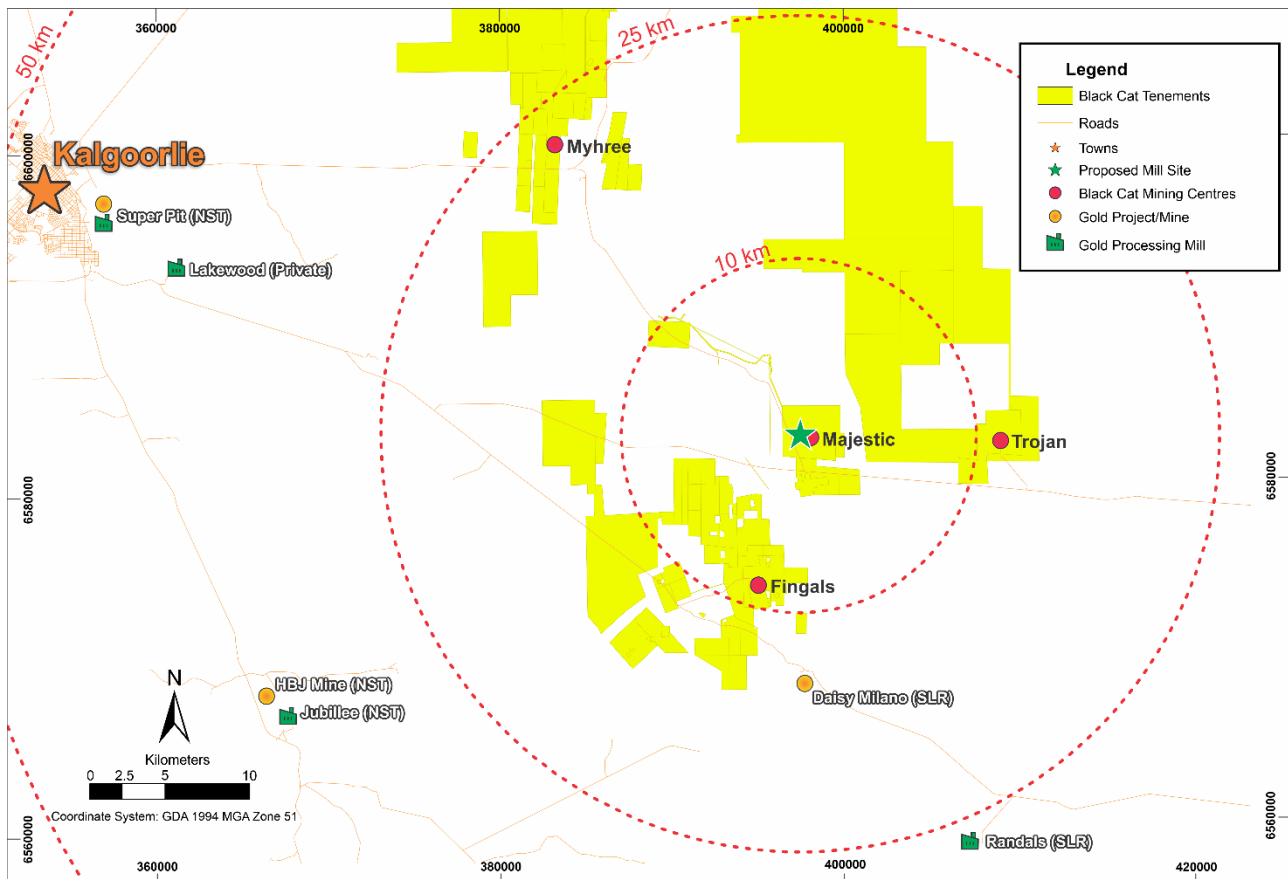 360000
380000
400000
50 km
25 km
Legend
Black Cat Tenements
Roads
Towns
Proposed Mill Site
Black Cat Mining Centres
Gold Project/Mine
Gold Processing Mill
6600000
Kalgoorlie
Myhree
Super Pit (NST)
Lakewood (Private)
10 km
Majestic
Trojan
6580000
6580000
Fingals
HBJ Mine (NST)
Jubillee (NST)
Daisy Milano (SLR)
N
Kilometers
0 2.5 5 10
Coordinate System: GDA 1994 MGA Zone 51
6560000
6560000
Randals (SLR)
360000
380000
400000
420000